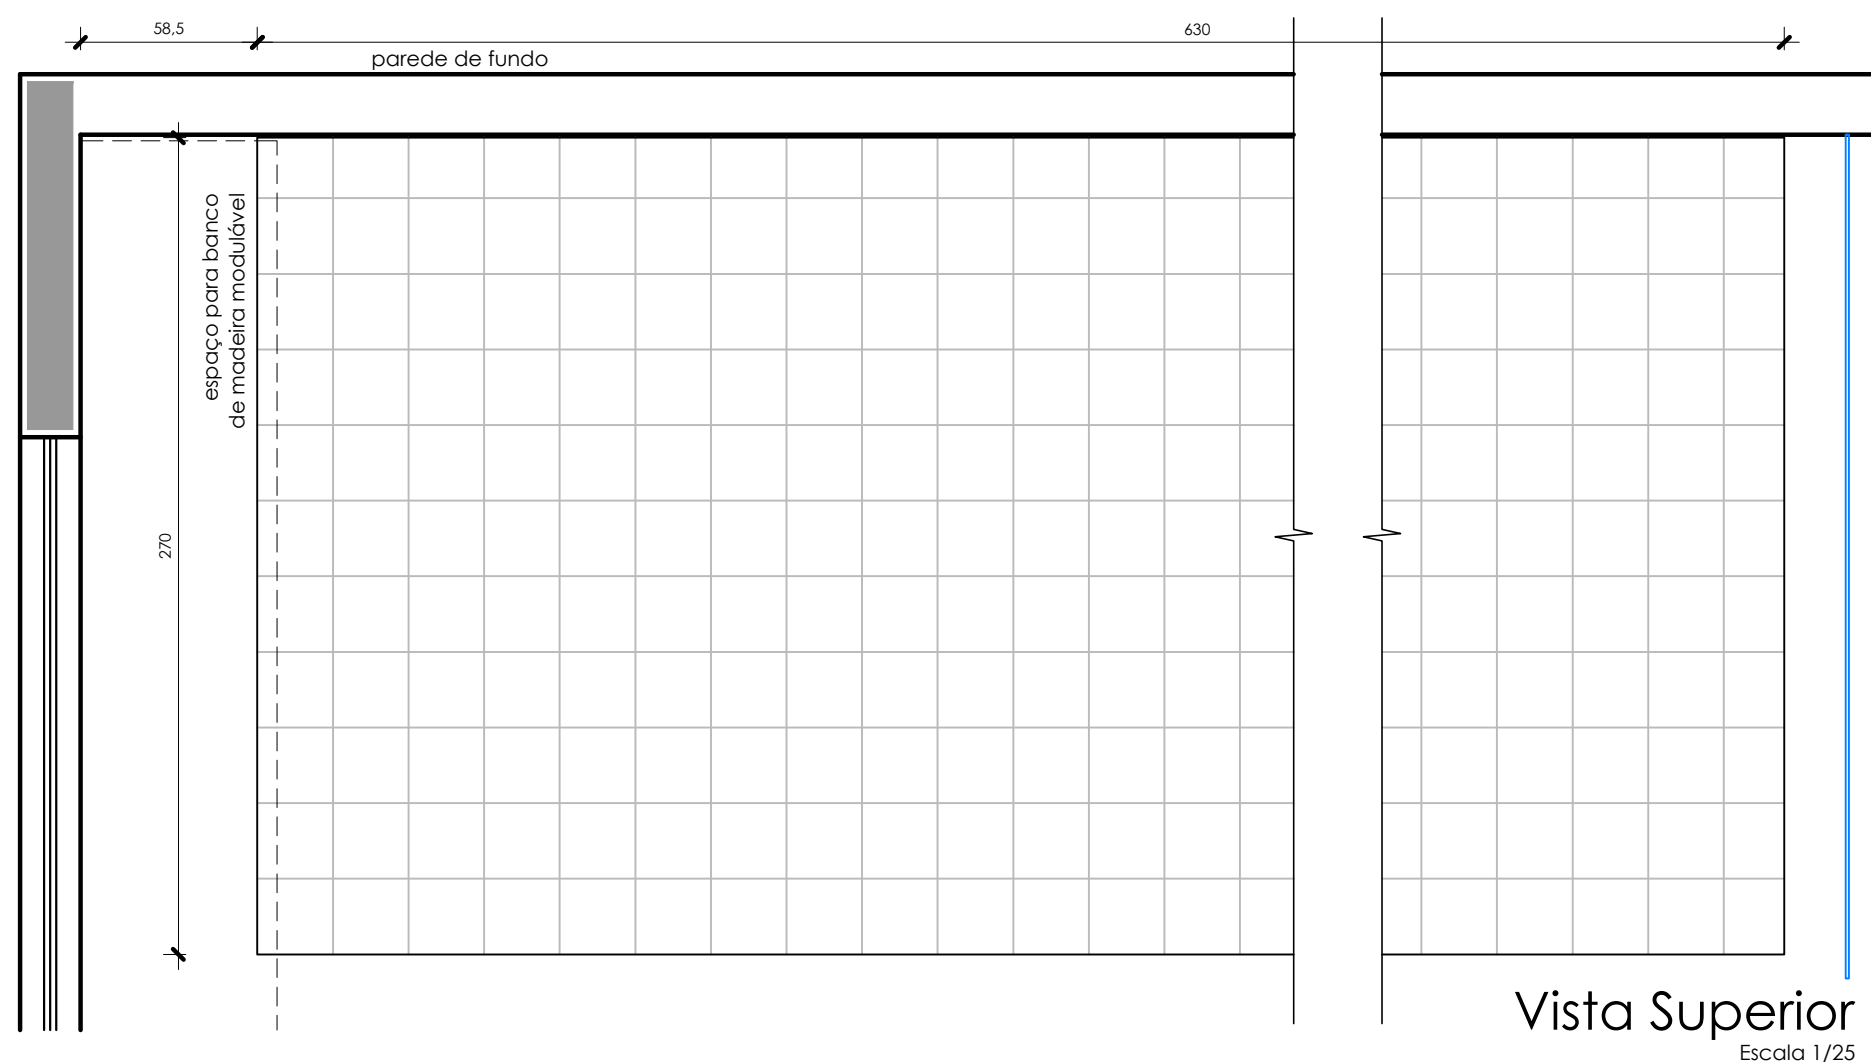 58,5
630
parede de fundo
espaço para banco
de madeira modulável
270
Vista Superior
Escala 1/25